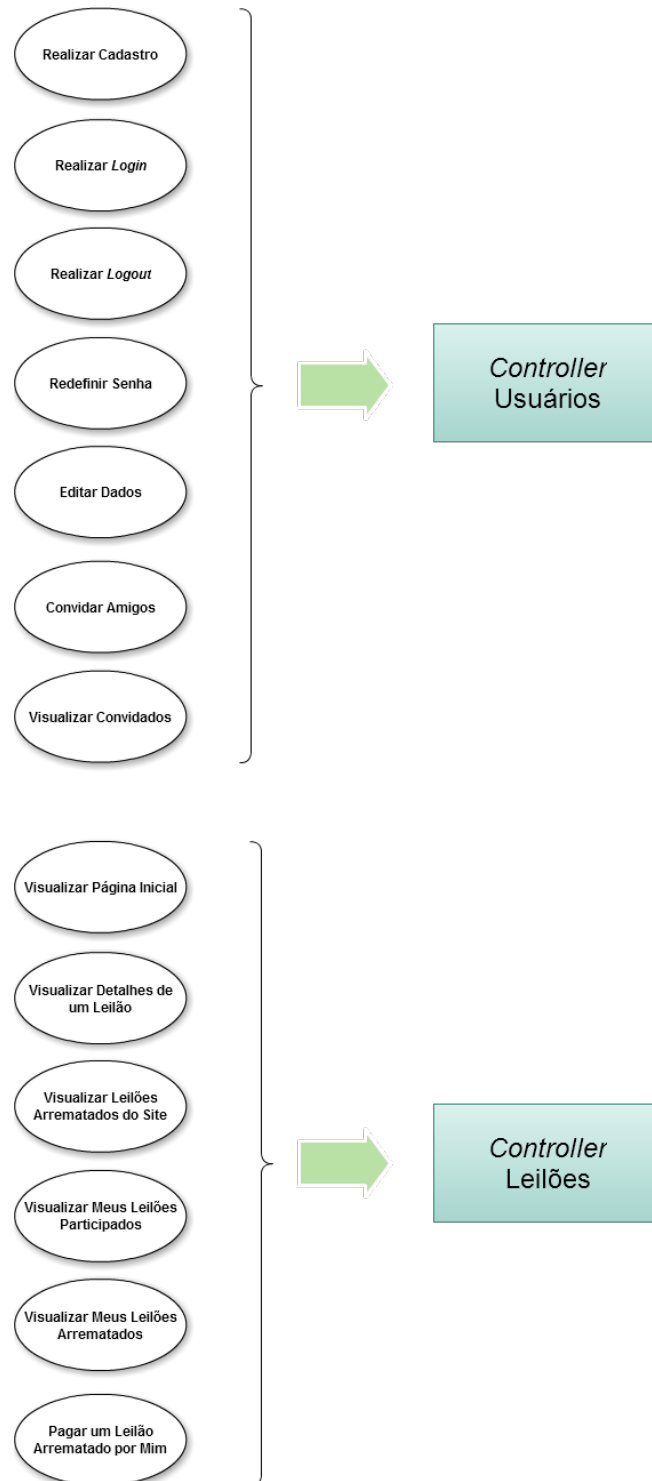 Realizar Cadastro
Realizar Login
Realizar Logout
Redefinir Senha
Editar Dados
Convidar Amigos
Visualizar Convidados
Controller
Usuários
Visualizar Página Inicial
Visualizar Detalhes de
um Leilão
Visualizar Leilões
Arrematados do Site
Visualizar Meus Leilões
Participados
Visualizar Meus Leilões
Arrematados
Pagar um Leilão
Arrematado por Mim
Controller
Leilões